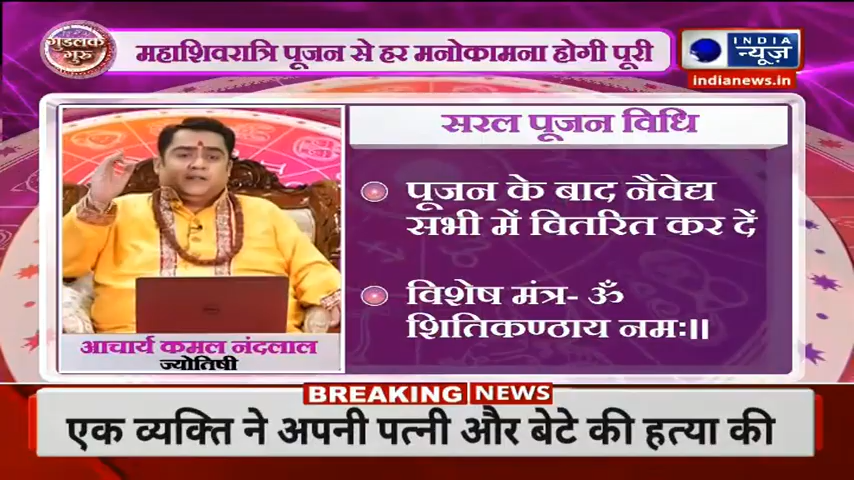 गुडलक
गुरु
महाशिवरात्रि पूजन से हर मनोकामना होगी पूरी
INDIA
न्यूज़
indianews.in
सरल पूजन विधि
पूजन के बाद नैवेद्य
सभी में वितरित कर दें
विशेष मंत्र- ॐ
शितिकण्ठाय नमः॥
आचार्य कमल नंदलाल
ज्योतिषी
BREAKING NEWS
एक व्यक्ति ने अपनी पत्नी और बेटे की हत्या की